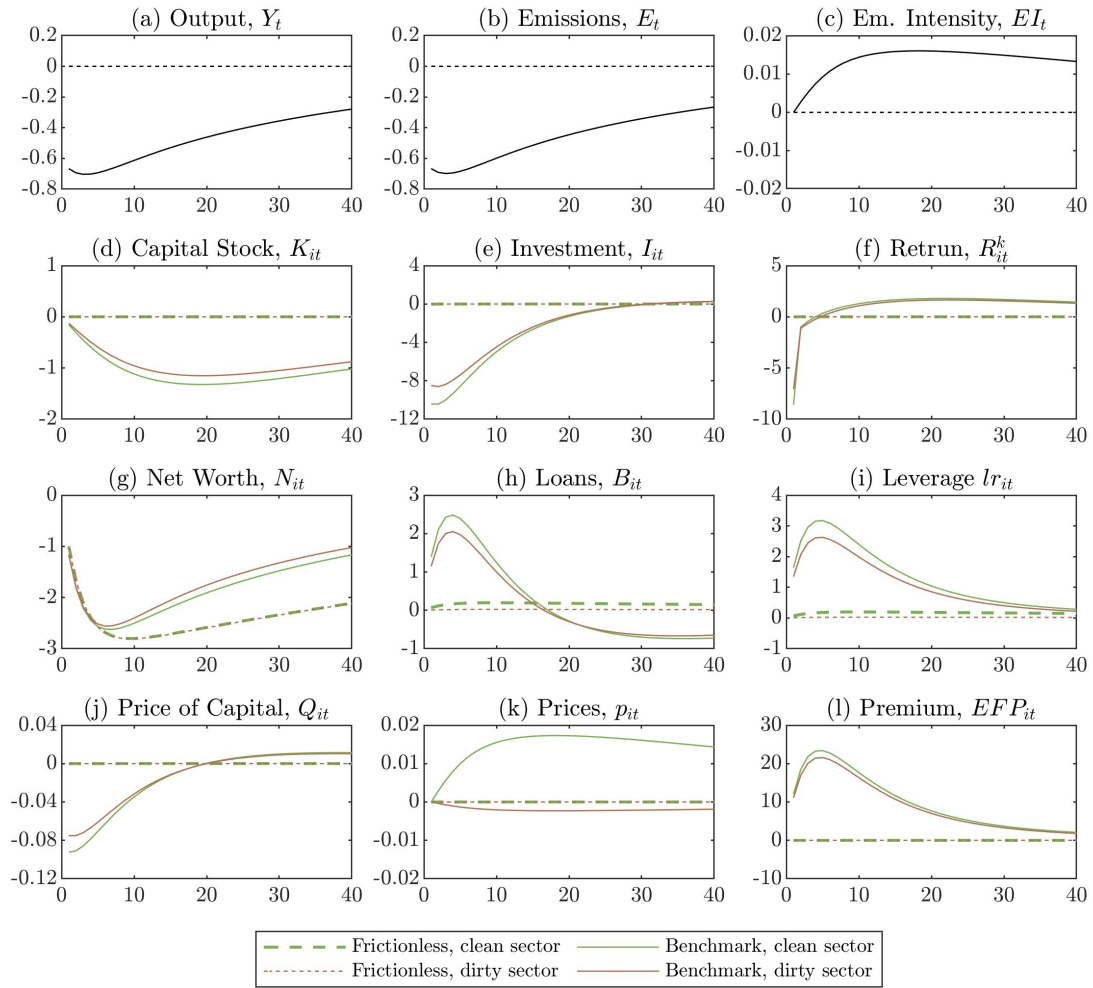 (a) Output, Y_t
(b) Emissions, E_t
(c) Em. Intensity, EI_t
0.2
0
-0.2
-0.4
-0.6
-0.8
0 10 20 30 40
0.2
0
-0.2
-0.4
-0.6
-0.8
0 10 20 30 40
0.02
0.01
0
-0.01
-0.02
0 10 20 30 40
(d) Capital Stock, K_it
(e) Investment, I_it
(f) Retrun, R^k_it
1
0
-1
-2
0 10 20 30 40
4
0
-4
-8
-12
0 10 20 30 40
5
0
-5
-10
0 10 20 30 40
(g) Net Worth, N_it
(h) Loans, B_it
(i) Leverage lr_it
0
-1
-2
-3
0 10 20 30 40
3
2
1
0
-1
0 10 20 30 40
4
3
2
1
0
-1
0 10 20 30 40
(j) Price of Capital, Q_it
(k) Prices, p_it
(l) Premium, EFP_it
0.04
0
-0.04
-0.08
-0.12
0 10 20 30 40
0.02
0.01
0
-0.01
-0.02
0 10 20 30 40
30
20
10
0
-10
0 10 20 30 40
Frictionless, clean sector
Benchmark, clean sector
Frictionless, dirty sector
Benchmark, dirty sector